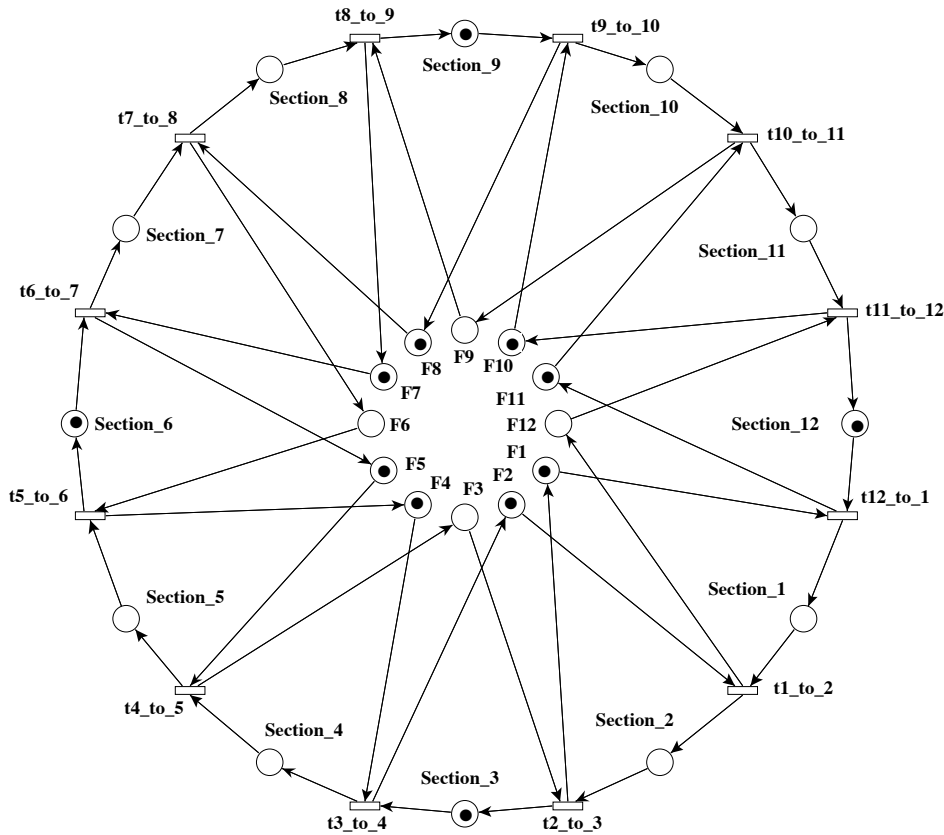 t8_to_9
t9_to_10
Section_9
Section_8
Section_10
t7_to_8
t10_to_11
Section_7
Section_11
t6_to_7
t11_to_12
F9
F10
F8
F7
F11
Section_6
F6
F12
Section_12
F1
F5
F4
F3
F2
t5_to_6
t12_to_1
Section_5
Section_1
t4_to_5
t1_to_2
Section_4
Section_2
Section_3
t3_to_4
t2_to_3